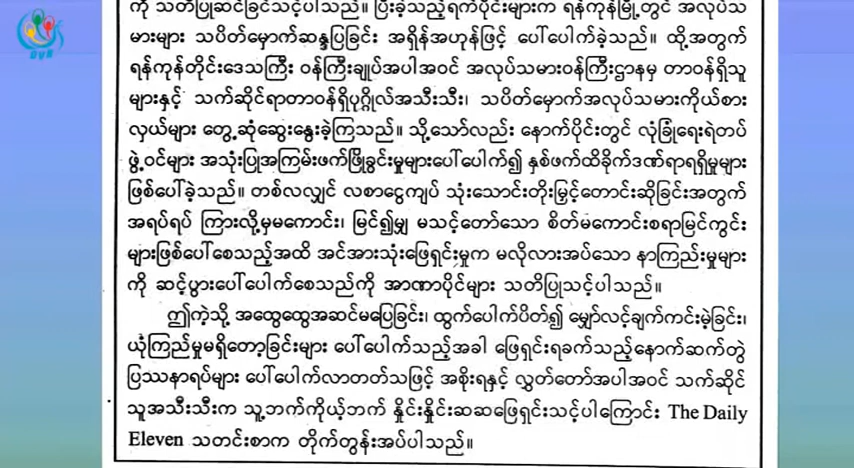 ကို သတိပြုဆင်ခြင်သင့်ပါသည်။ ပြီးခဲ့သည့်ရက်ပိုင်းများက ရန်ကုန်မြို့တွင် အလုပ်သ
မားများ သပိတ်မှောက်ဆန္ဒပြခြင်း အရှိန်အဟုန်ဖြင့် ပေါ်ပေါက်ခဲ့သည်။ ထို့အတွက်
ရန်ကုန်တိုင်းဒေသကြီး ဝန်ကြီးချုပ်အပါအဝင် အလုပ်သမားဝန်ကြီးဌာနမှ တာဝန်ရှိသူ
များနှင့် သက်ဆိုင်ရာတာဝန်ရှိပုဂ္ဂိုလ်အသီးသီး၊ သပိတ်မှောက်အလုပ်သမားကိုယ်စား
လှယ်များ တွေ့ဆုံဆွေးနွေးခဲ့ကြသည်။ သို့သော်လည်း နောက်ပိုင်းတွင် လုံခြုံရေးရဲတပ်
ဖွဲ့ဝင်များ အသုံးပြုအကြမ်းဖက်ဖြိုခွင်းမှုများပေါ်ပေါက်၍ နှစ်ဖက်ထိခိုက်ဒဏ်ရာရရှိမှုများ
ဖြစ်ပေါ်ခဲ့သည်။ တစ်လလျှင် လစာငွေကျပ် သုံးသောင်းတိုးမြှင့်တောင်းဆိုခြင်းအတွက်
အရပ်ရပ် ကြားလို့မှမကောင်း၊ မြင်၍မျှ မသင့်တော်သော စိတ်မကောင်းစရာမြင်ကွင်း
များဖြစ်ပေါ်စေသည့်အထိ အင်အားသုံးဖြေရှင်းမှုက မလိုလားအပ်သော နာကြည်းမှုများ
ကို ဆင့်ပွားပေါ်ပေါက်စေသည်ကို အာဏာပိုင်များ သတိပြုသင့်ပါသည်။
ဤကဲ့သို့ အထွေထွေအဆင်မပြေခြင်း၊ ထွက်ပေါက်ပိတ်၍ မျှော်လင့်ချက်ကင်းမဲ့ခြင်း၊
ယုံကြည်မှုမရှိတော့ခြင်းများ ပေါ်ပေါက်သည့်အခါ ဖြေရှင်းရခက်သည့်နောက်ဆက်တွဲ
ပြဿနာရပ်များ ပေါ်ပေါက်လာတတ်သဖြင့် အစိုးရနှင့် လွှတ်တော်အပါအဝင် သက်ဆိုင်
သူအသီးသီးက သူ့ဘက်ကိုယ့်ဘက် နှိုင်းနှိုင်းဆဆဖြေရှင်းသင့်ပါကြောင်း The Daily
Eleven သတင်းစာက တိုက်တွန်းအပ်ပါသည်။
DVB